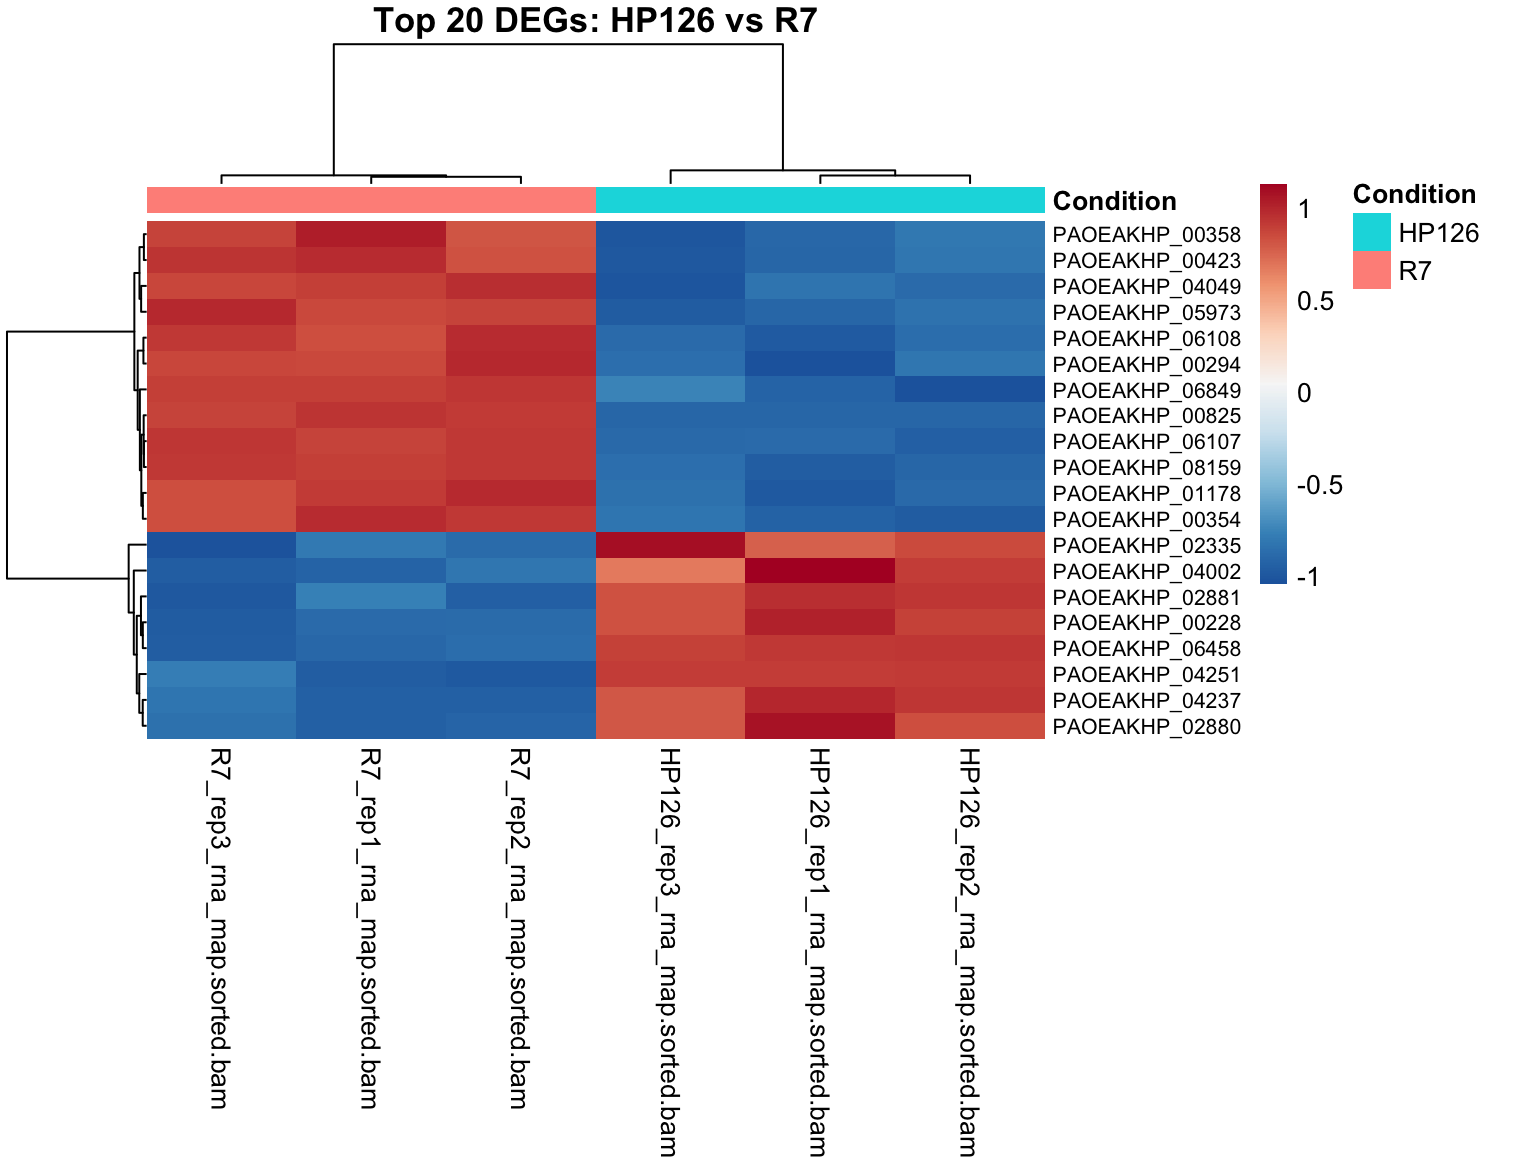 Top 20 DEGs: HP126 vs R7
Condition
PAOEAKHP_00358
PAOEAKHP_00423
PAOEAKHP_04049
PAOEAKHP_05973
PAOEAKHP_06108
PAOEAKHP_00294
PAOEAKHP_06849
PAOEAKHP_00825
PAOEAKHP_06107
PAOEAKHP_08159
PAOEAKHP_01178
PAOEAKHP_00354
PAOEAKHP_02335
PAOEAKHP_04002
PAOEAKHP_02881
PAOEAKHP_00228
PAOEAKHP_06458
PAOEAKHP_04251
PAOEAKHP_04237
PAOEAKHP_02880
1
0.5
0
-0.5
-1
Condition
HP126
R7
R7_rep3_rna_map.sorted.bam
R7_rep1_rna_map.sorted.bam
R7_rep2_rna_map.sorted.bam
HP126_rep3_rna_map.sorted.bam
HP126_rep1_rna_map.sorted.bam
HP126_rep2_rna_map.sorted.bam